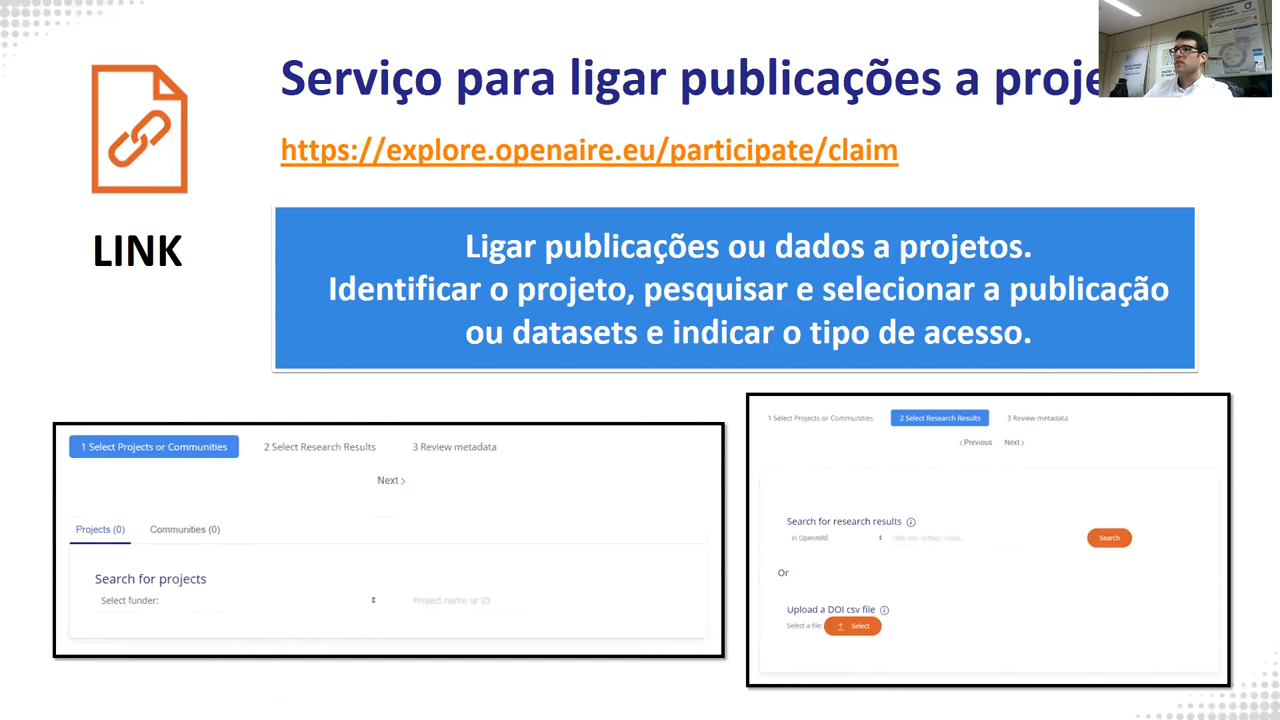 Serviço para ligar publicações a proje
https://explore.openaire.eu/participate/claim
LINK
Ligar publicações ou dados a projetos.
Identificar o projeto, pesquisar e selecionar a publicação
ou datasets e indicar o tipo de acesso.
1 Select Projects or Communities 2 Select Research Results 3 Review metadata
Next >
Projects (0) Communities (0)
Search for projects
Select funder: Project name or ID
1 Select Projects or Communities 2 Select Research Results 3 Review metadata
< Previous Next >
Search for research results
in OpenAIRE
Search
Or
Upload a DOI csv file
Select a file: Select